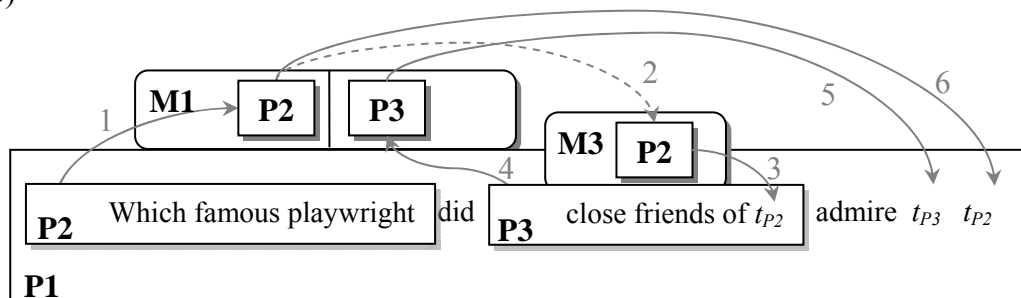 )
6
2
M1 P2 P3 5
1 M3 P2
4 3
P2 Which famous playwright did P3 close friends of tP2 admire tP3 tP2
P1